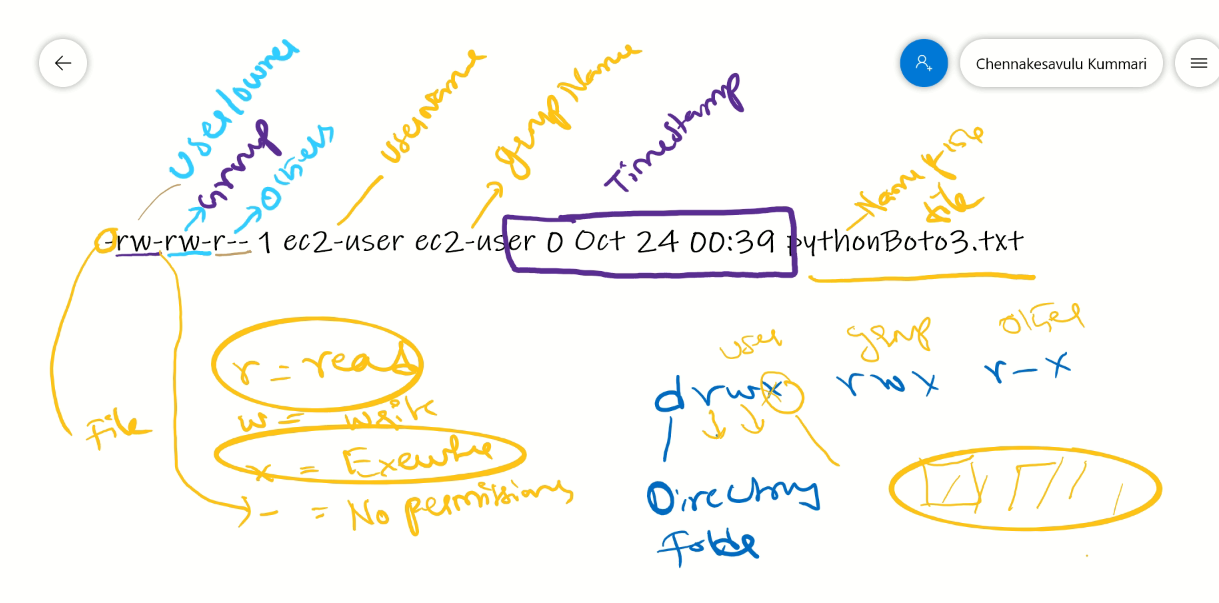 Chennakesavulu Kummari
User/owner
Group
Others
Username
group Name
Timestamp
Name of the
file
-rw-rw-r-- 1 ec2-user ec2-user 0 Oct 24 00:39 pythonBoto3.txt
r = read
w = write
x = Execute
- = No permissions
File
user group other
drwx rwx r-x
Directory
Folder